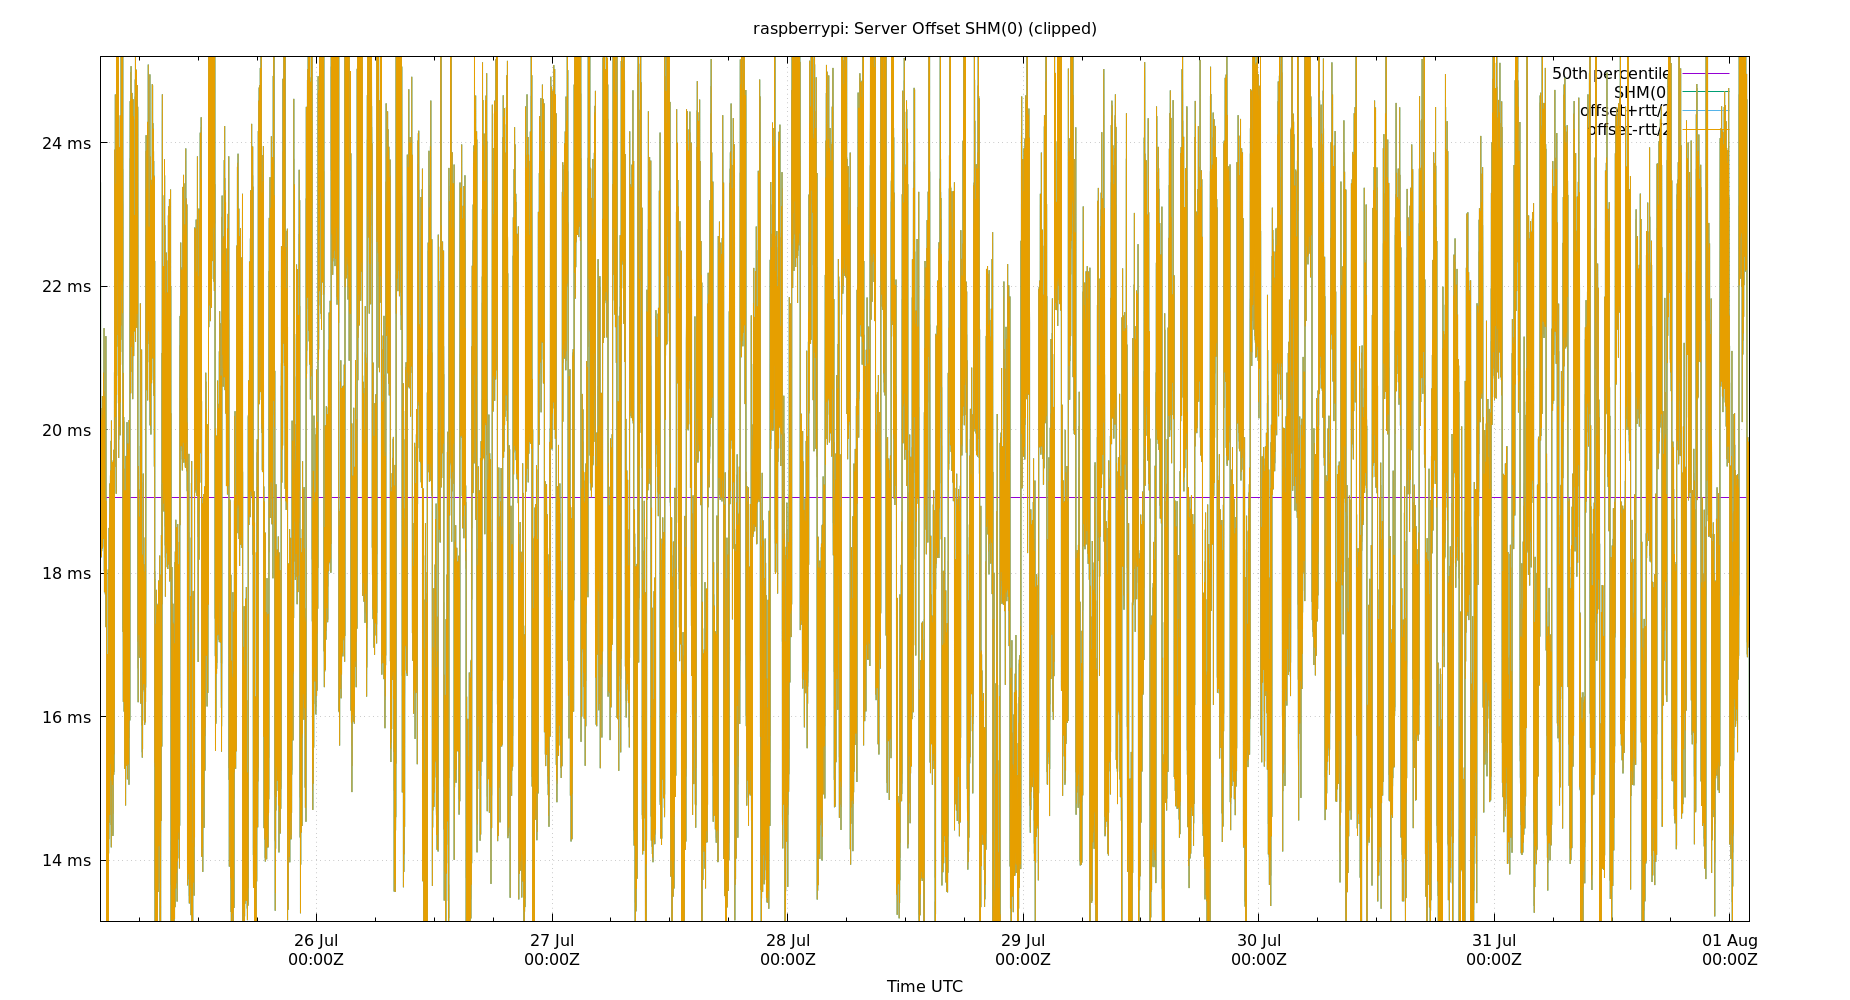 raspberrypi: Server Offset SHM(0) (clipped)
50th percentile
SHM(0)
offset+rtt/2
offset-rtt/2
24 ms
22 ms
20 ms
18 ms
16 ms
14 ms
26 Jul 27 Jul 28 Jul 29 Jul 30 Jul 31 Jul 01 Aug
00:00Z 00:00Z 00:00Z 00:00Z 00:00Z 00:00Z 00:00Z
Time UTC